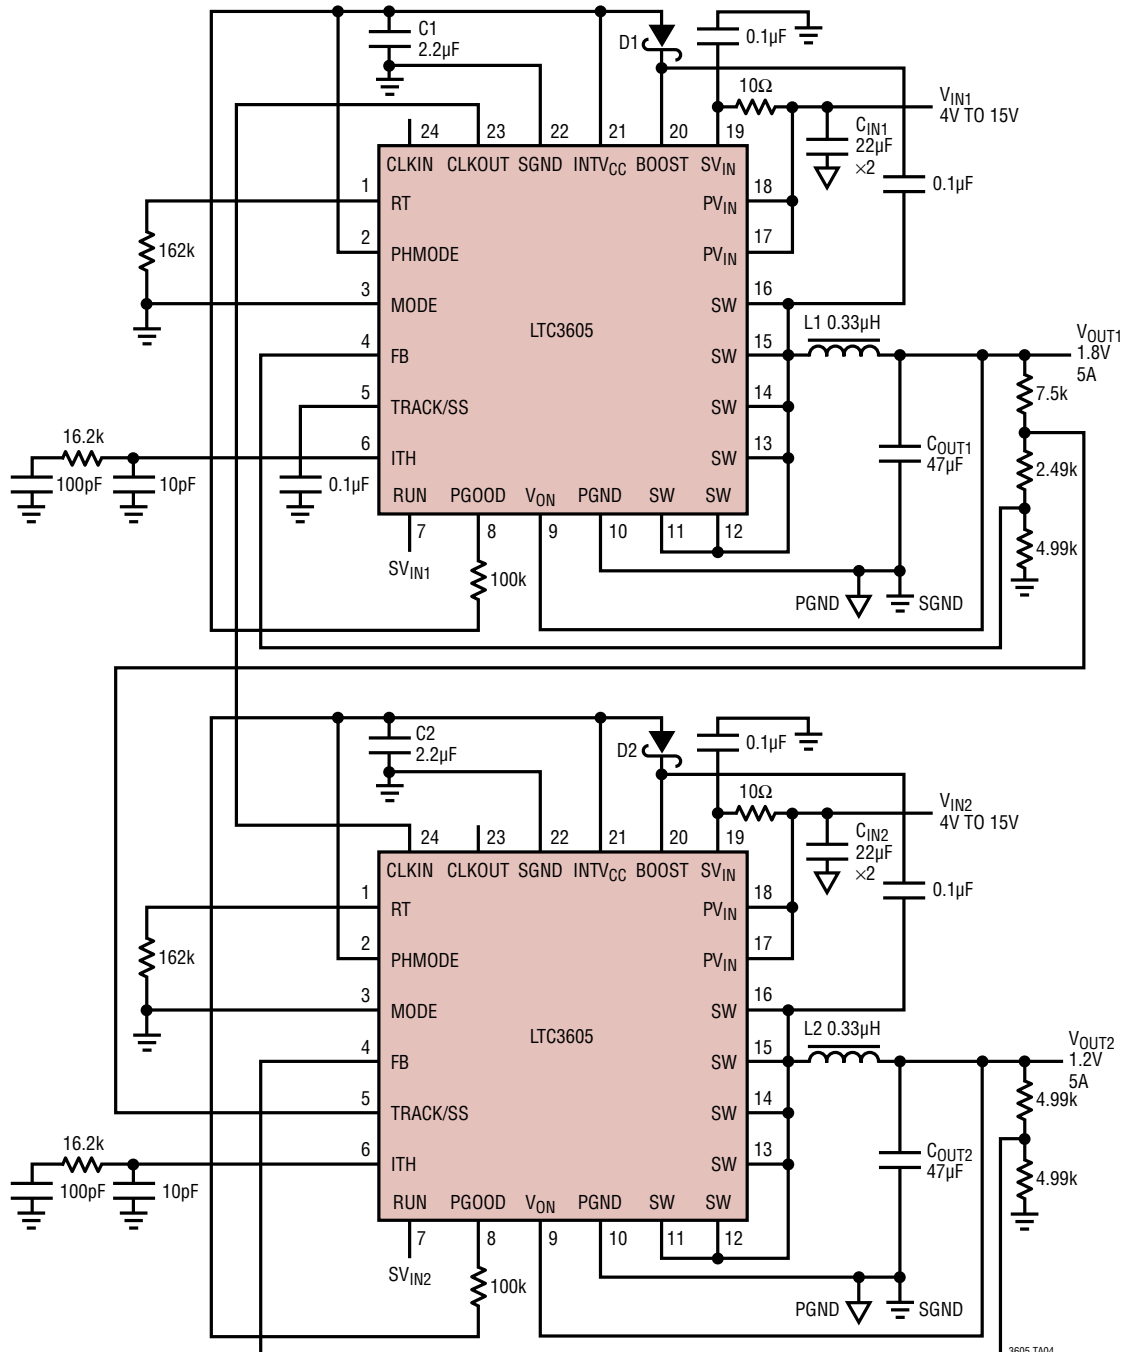 C1
2.2µF
D1
0.1µF
10Ω
VIN1
4V TO 15V
CIN1
22µF
×2
0.1µF
24 23 22 21 20 19
CLKIN CLKOUT SGND INTVCC BOOST SVIN
1 RT
18 PVIN
162k
2 PHMODE
17 PVIN
3 MODE
16 SW
LTC3605
L1 0.33µH
VOUT1
1.8V
5A
4 FB
15 SW
7.5k
5 TRACK/SS
14 SW
16.2k
6 ITH
13 SW
COUT1
47µF
2.49k
100pF 10pF 0.1µF
RUN PGOOD VON PGND SW SW
7 8 9 10 11 12
4.99k
SVIN1
100k
PGND SGND
C2
2.2µF
D2
0.1µF
10Ω
VIN2
4V TO 15V
CIN2
22µF
×2
0.1µF
24 23 22 21 20 19
CLKIN CLKOUT SGND INTVCC BOOST SVIN
1 RT
18 PVIN
162k
2 PHMODE
17 PVIN
3 MODE
16 SW
LTC3605
L2 0.33µH
VOUT2
1.2V
5A
4 FB
15 SW
4.99k
5 TRACK/SS
14 SW
16.2k
6 ITH
13 SW
COUT2
47µF
4.99k
100pF 10pF
RUN PGOOD VON PGND SW SW
7 8 9 10 11 12
SVIN2
100k
PGND SGND
3605 TA04